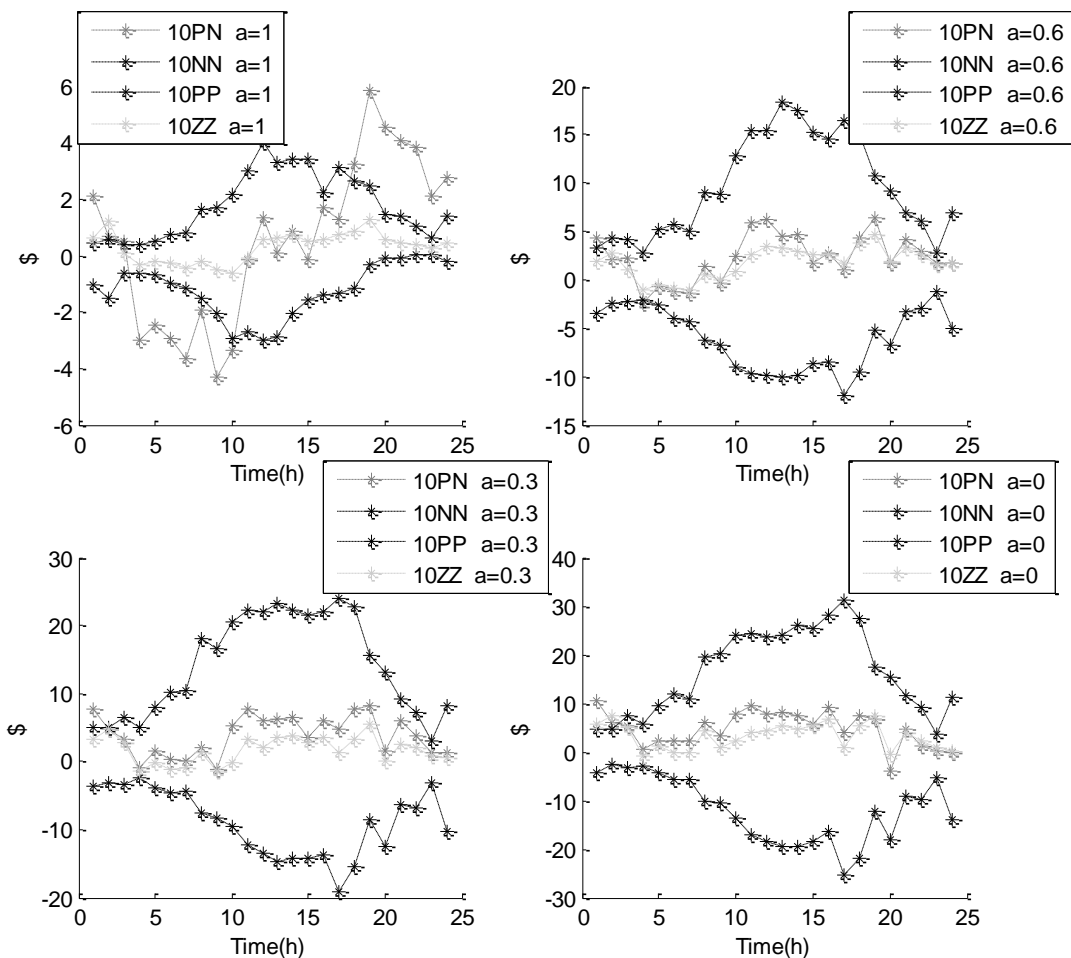 10PN a=1
10NN a=1
10PP a=1
10ZZ a=1
6
4
2
0
-2
-4
-6
$
0 5 10 15 20 25
Time(h)
10PN a=0.6
10NN a=0.6
10PP a=0.6
10ZZ a=0.6
20
15
10
5
0
-5
-10
-15
$
0 5 10 15 20 25
Time(h)
10PN a=0.3
10NN a=0.3
10PP a=0.3
10ZZ a=0.3
30
20
10
0
-10
-20
$
0 5 10 15 20 25
Time(h)
10PN a=0
10NN a=0
10PP a=0
10ZZ a=0
40
30
20
10
0
-10
-20
-30
$
0 5 10 15 20 25
Time(h)